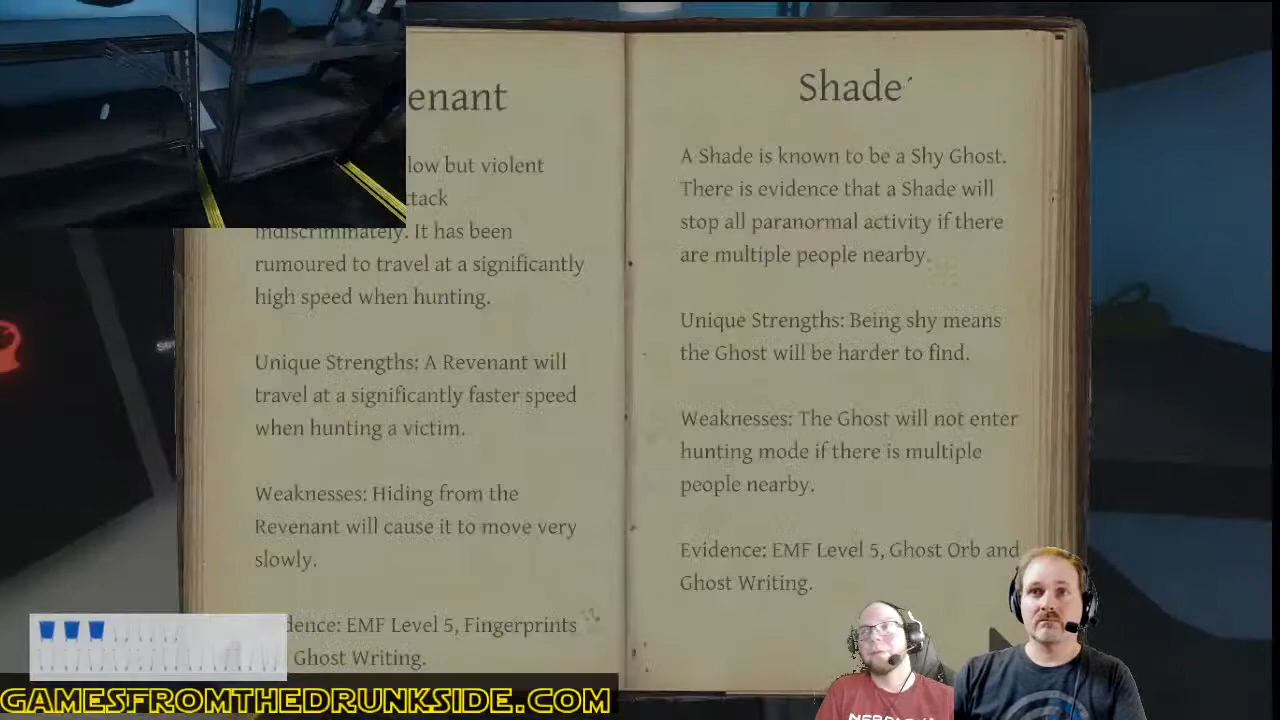 enant
low but violent
ttack
indiscriminately. It has been
rumoured to travel at a significantly
high speed when hunting.
Unique Strengths: A Revenant will
travel at a significantly faster speed
when hunting a victim.
Weaknesses: Hiding from the
Revenant will cause it to move very
slowly.
dence: EMF Level 5, Fingerprints
Ghost Writing.
Shade
A Shade is known to be a Shy Ghost.
There is evidence that a Shade will
stop all paranormal activity if there
are multiple people nearby.
Unique Strengths: Being shy means
the Ghost will be harder to find.
Weaknesses: The Ghost will not enter
hunting mode if there is multiple
people nearby.
Evidence: EMF Level 5, Ghost Orb and
Ghost Writing.
GAMESFROMTHEDRUNKSIDE.COM